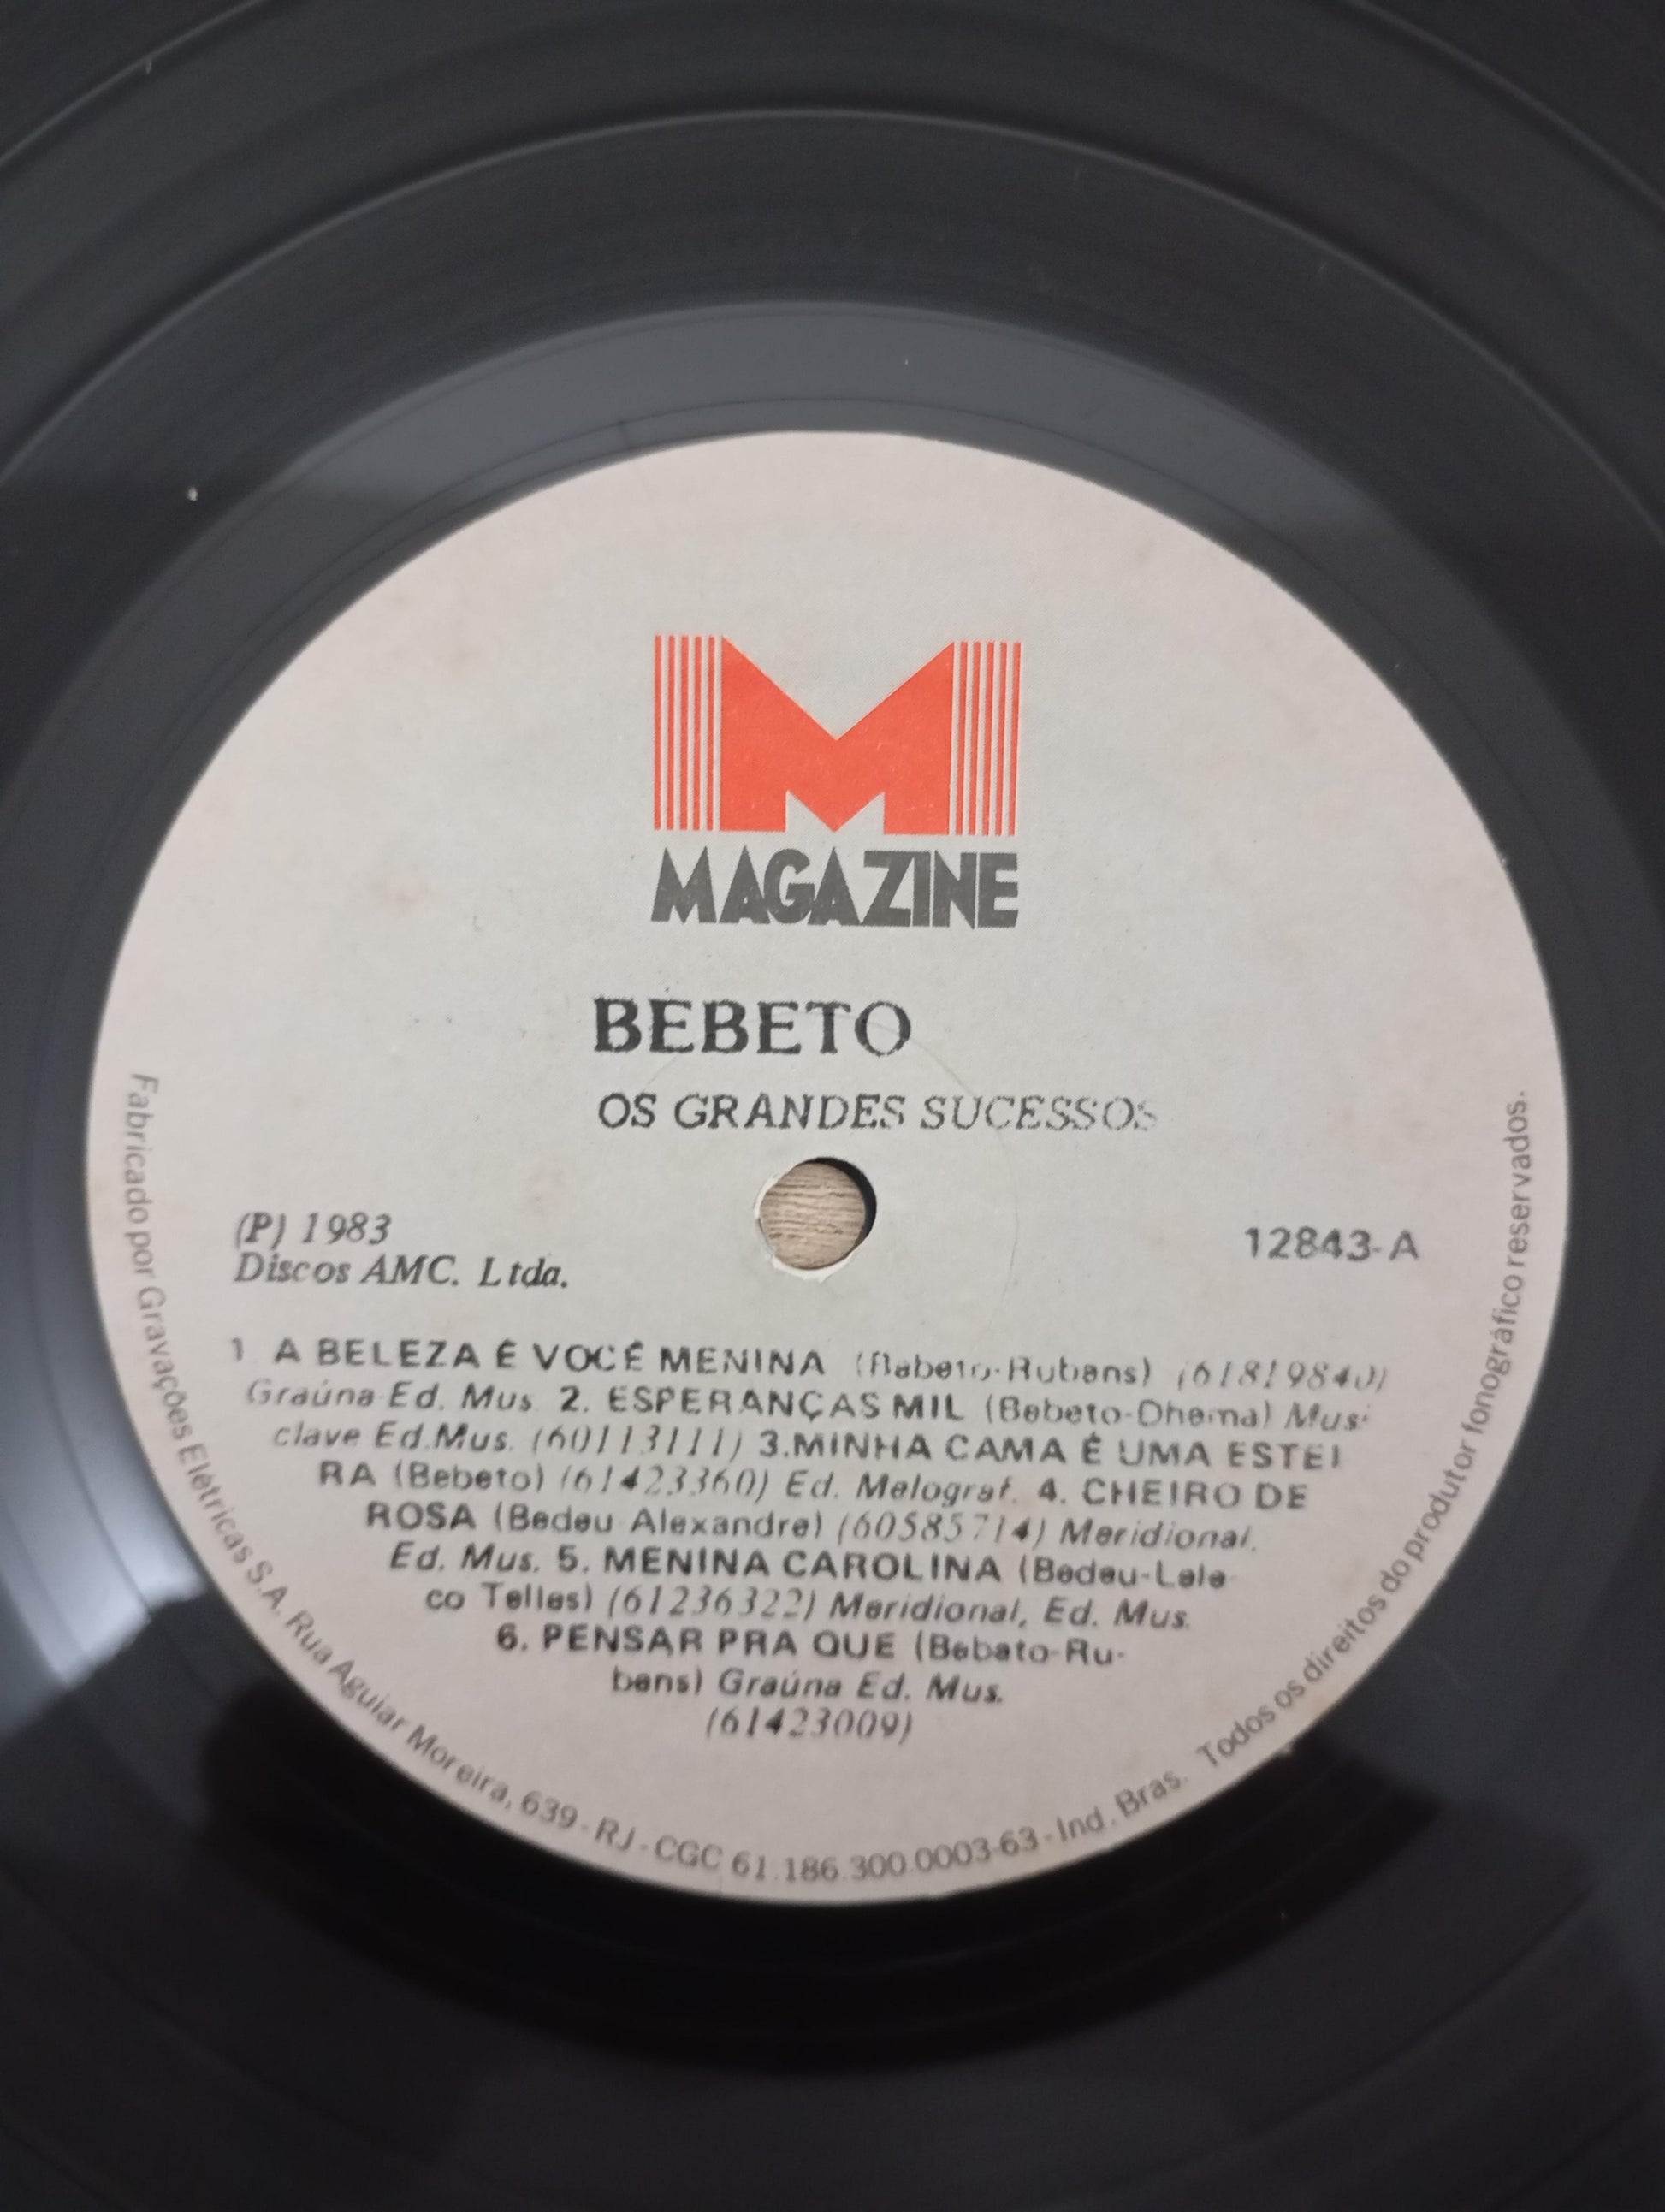 M
MAGAZINE
BEBETO
OS GRANDES SUCESSOS
(P) 1983
Discos AMC. Ltda.
12843-A
1 A BELEZA É VOCÊ MENINA (Bebeto-Rubens) (61819840)
Graúna Ed. Mus. 2. ESPERANÇAS MIL (Bebeto-Dhema) Mus
clave Ed.Mus. (60113111) 3.MINHA CAMA É UMA ESTEI
RA (Bebeto) (61423360) Ed. Melograf. 4. CHEIRO DE
ROSA (Bedeu Alexandre) (60585714) Meridional.
Ed. Mus. 5. MENINA CAROLINA (Bedeu-Lele
co Telles) (61236322) Meridional, Ed. Mus.
6. PENSAR PRA QUE (Bebeto-Ru-
bens) Graúna Ed. Mus.
(61423009)
Fabricado por Gravações Elétricas S.A. Rua Aguiar Moreira, 639 - RJ - CGC 61.186.300.0003-63 - Ind. Bras. Todos os direitos do produtor fonográfico reservados.